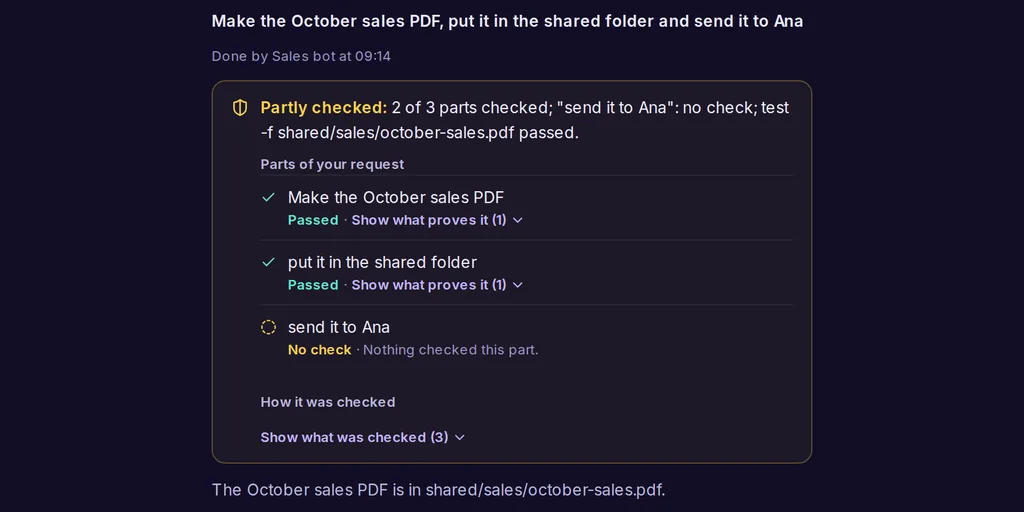 Make the October sales PDF, put it in the shared folder and send it to Ana
Done by Sales bot at 09:14
Partly checked: 2 of 3 parts checked; "send it to Ana": no check; test
-f shared/sales/october-sales.pdf passed.
Parts of your request
Make the October sales PDF
Passed · Show what proves it (1)
put it in the shared folder
Passed · Show what proves it (1)
send it to Ana
No check · Nothing checked this part.
How it was checked
Show what was checked (3)
The October sales PDF is in shared/sales/october-sales.pdf.